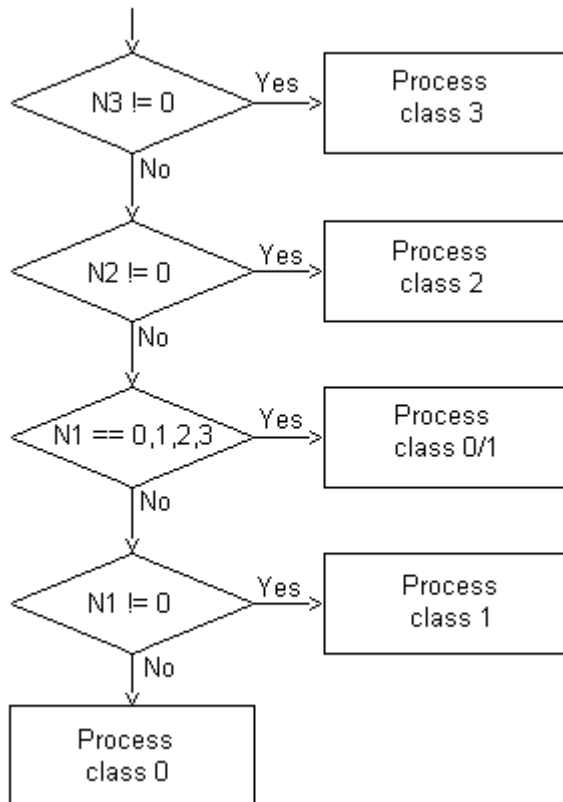 N3 != 0
Yes
Process
class 3
No
N2 != 0
Yes
Process
class 2
No
N1 == 0,1,2,3
Yes
Process
class 0/1
No
N1 != 0
Yes
Process
class 1
No
Process
class 0